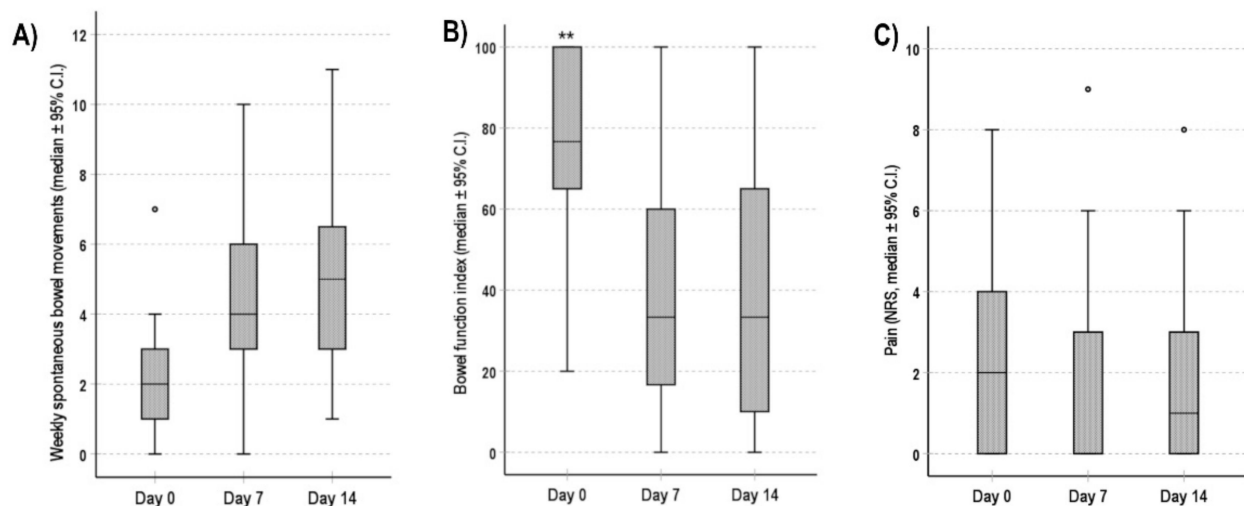 A)
Weekly spontaneous bowel movements (median ± 95% C.I.)
12
10
8
6
4
2
0
Day 0 Day 7 Day 14
B)
Bowel function index (median ± 95% C.I.)
100
80
60
40
20
0
**
Day 0 Day 7 Day 14
C)
Pain (NRS, median ± 95% C.I.)
10
8
6
4
2
0
Day 0 Day 7 Day 14